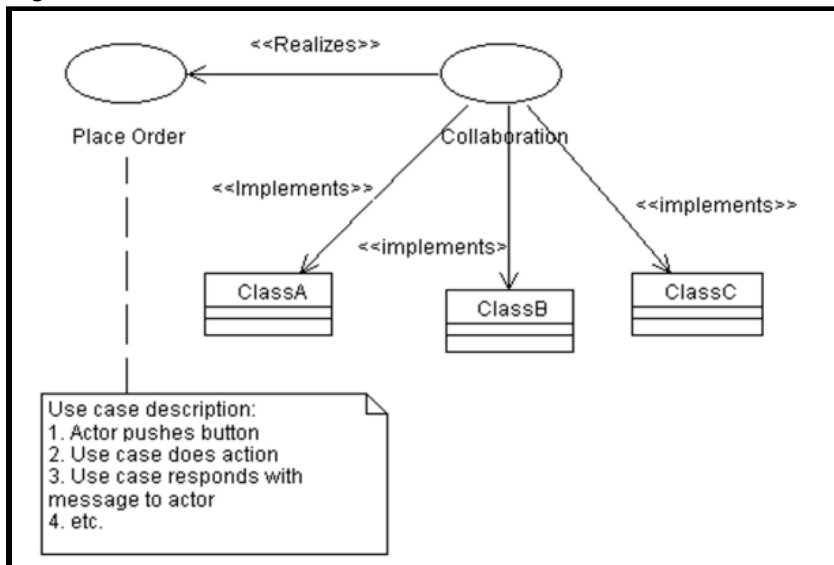 <<Realizes>>
Place Order
Collaboration
<<Implements>>
<<implements>>
<<implements>
ClassA
ClassB
ClassC
Use case description:
1. Actor pushes button
2. Use case does action
3. Use case responds with
message to actor
4. etc.